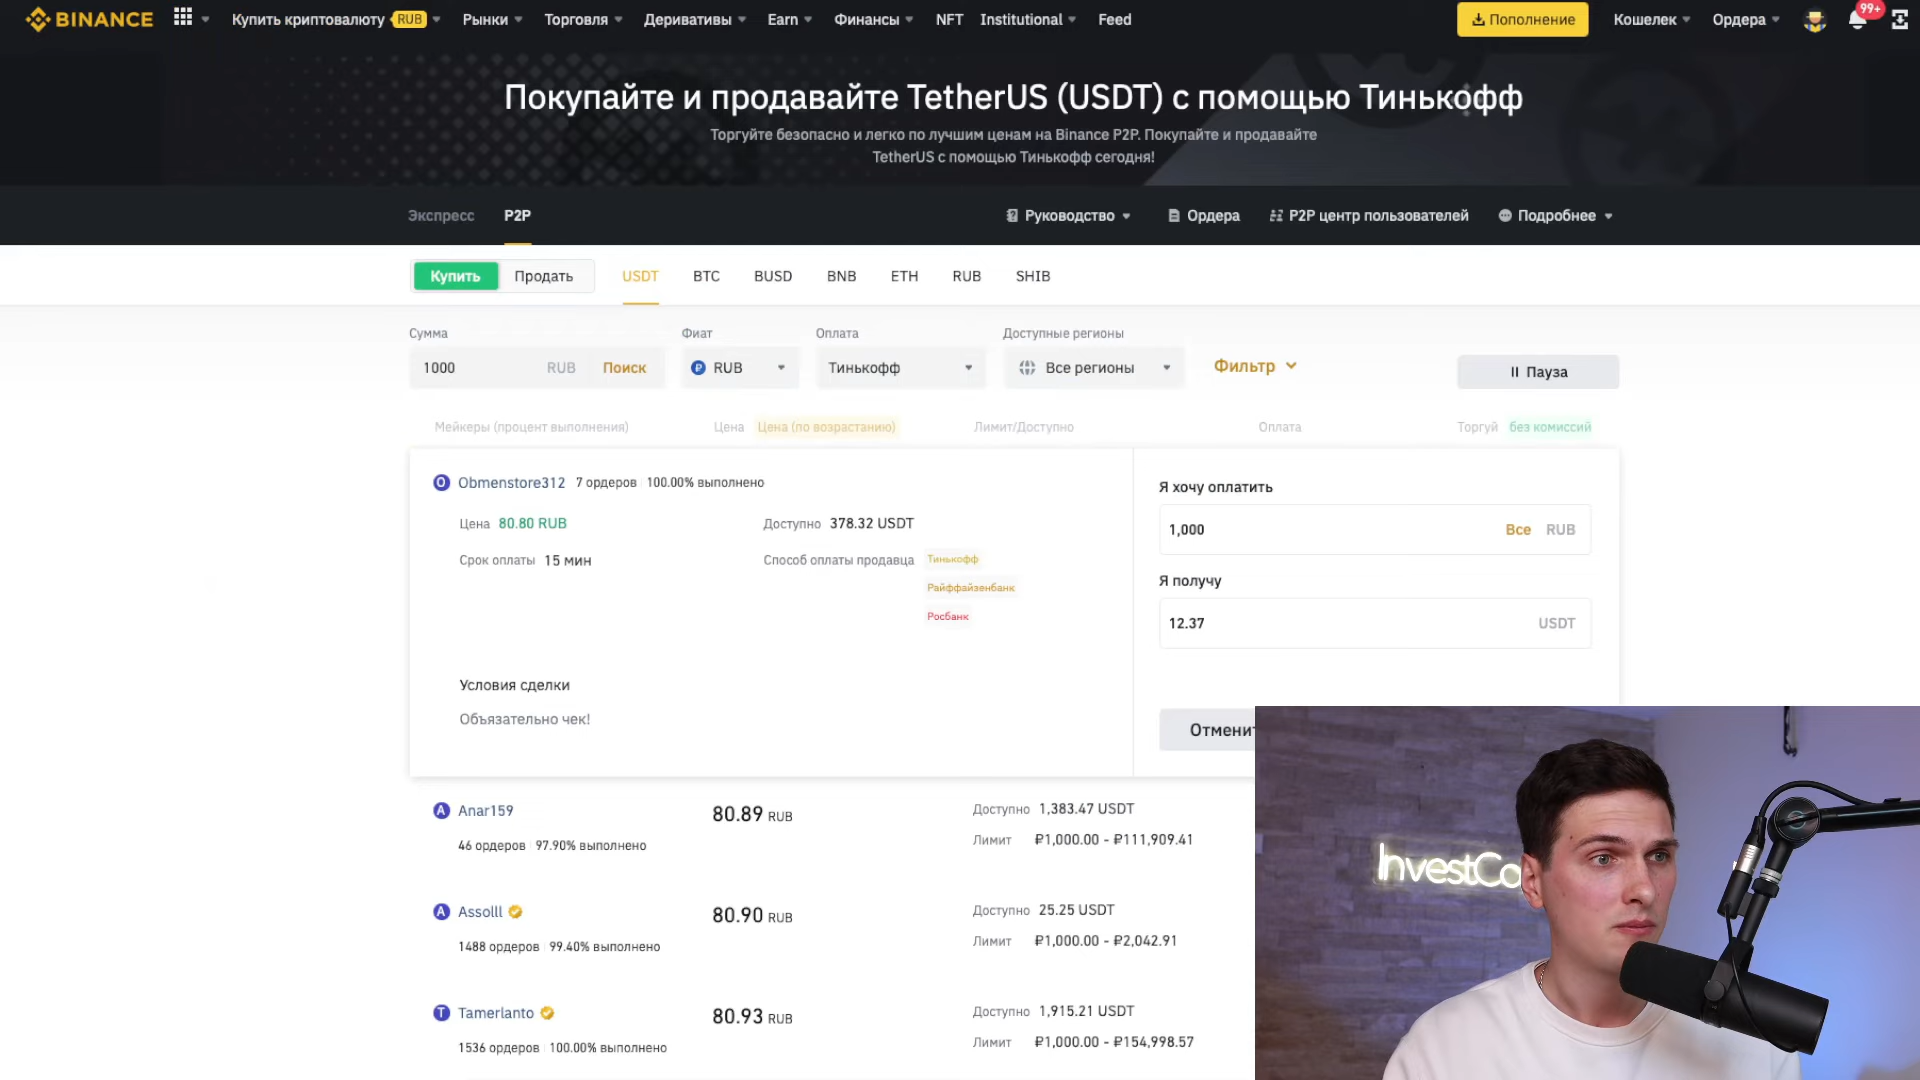 BINANCE
Купить криптовалюту RUB Рынки Торговля Деривативы Earn Финансы NFT Institutional Feed Пополнение Кошелек Ордера 99+
Покупайте и продавайте TetherUS (USDT) с помощью Тинькофф
Торгуйте безопасно и легко по лучшим ценам на Binance P2P. Покупайте и продавайте
TetherUS с помощью Тинькофф сегодня!
Экспресс P2P Руководство Ордера P2P центр пользователей Подробнее
Купить Продать USDT BTC BUSD BNB ETH RUB SHIB
Сумма Фиат Оплата Доступные регионы
1000 RUB Поиск RUB Тинькофф Все регионы Фильтр Пауза
Мейкеры (процент выполнения) Цена Цена (по возрастанию) Лимит/Доступно Оплата Торгуй без комиссий
O Obmenstore312 7 ордеров 100.00% выполнено
Цена 80.80 RUB Доступно 378.32 USDT
Срок оплаты 15 мин Способ оплаты продавца Тинькофф
Райффайзенбанк
Росбанк
Условия сделки
Объязательно чек!
Я хочу оплатить
1,000 Все RUB
Я получу
12.37 USDT
Отменит
A Anar159 80.89 RUB Доступно 1,383.47 USDT
46 ордеров 97.90% выполнено Лимит ₽1,000.00 - ₽111,909.41
A Assolll 80.90 RUB Доступно 25.25 USDT
1488 ордеров 99.40% выполнено Лимит ₽1,000.00 - ₽2,042.91
T Tamerlanto 80.93 RUB Доступно 1,915.21 USDT
1536 ордеров 100.00% выполнено Лимит ₽1,000.00 - ₽154,998.57
InvestCo